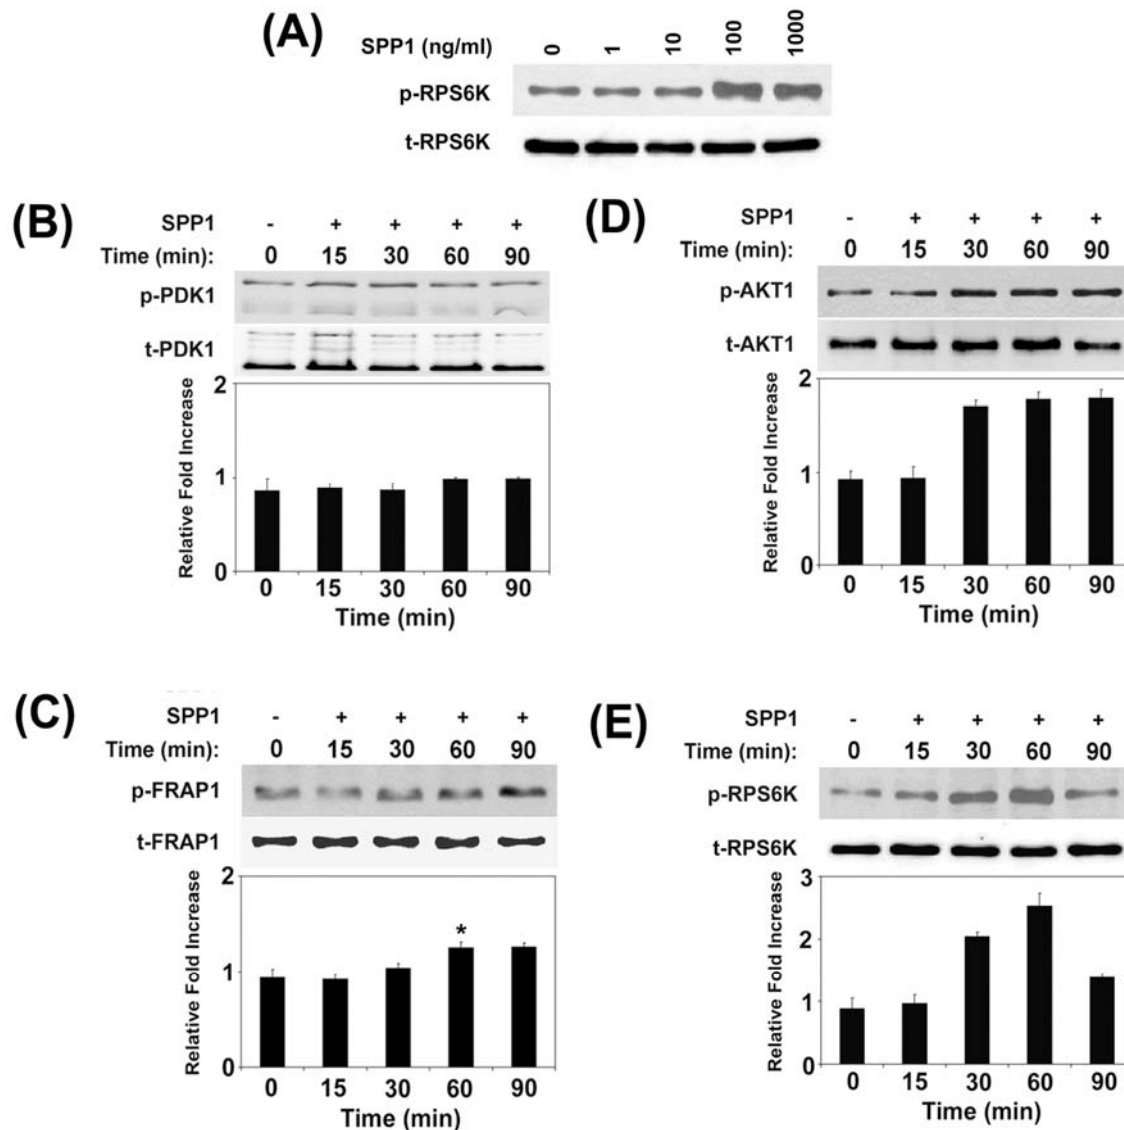 (A)
SPP1 (ng/ml) 0 1 10 100 1000
p-RPS6K
t-RPS6K
(B)
SPP1 - + + + +
Time (min): 0 15 30 60 90
p-PDK1
t-PDK1
Relative Fold Increase
2
1
0
0 15 30 60 90
Time (min)
(D)
SPP1 - + + + +
Time (min): 0 15 30 60 90
p-AKT1
t-AKT1
Relative Fold Increase
2
1
0
0 15 30 60 90
Time (min)
(C)
SPP1 - + + + +
Time (min): 0 15 30 60 90
p-FRAP1
t-FRAP1
Relative Fold Increase
2
1
0
*
0 15 30 60 90
Time (min)
(E)
SPP1 - + + + +
Time (min): 0 15 30 60 90
p-RPS6K
t-RPS6K
Relative Fold Increase
3
2
1
0
0 15 30 60 90
Time (min)